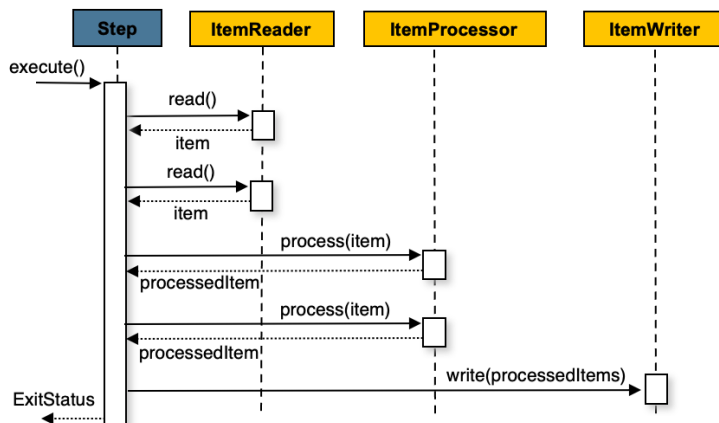 Step
ItemReader
ItemProcessor
ItemWriter
execute()
read()
item
read()
item
process(item)
processedItem
process(item)
processedItem
write(processedItems)
ExitStatus